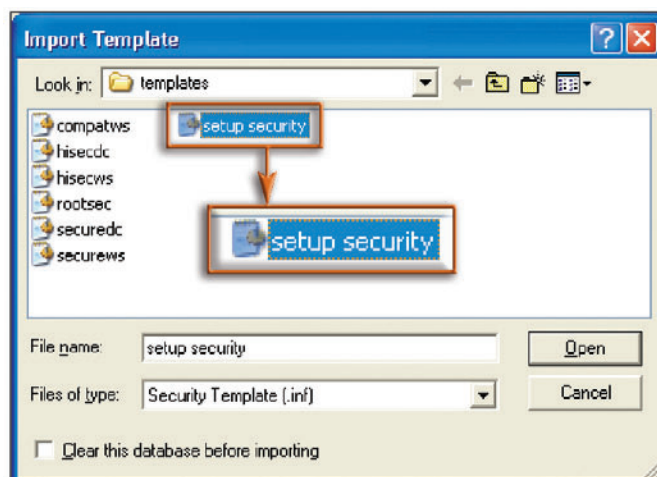 Import Template
Look in: templates
compatws
hisecdc
hisecws
rootsec
securedc
securews
setup security
setup security
File name: setup security
Open
Files of type: Security Template (.inf)
Cancel
Clear this database before importing